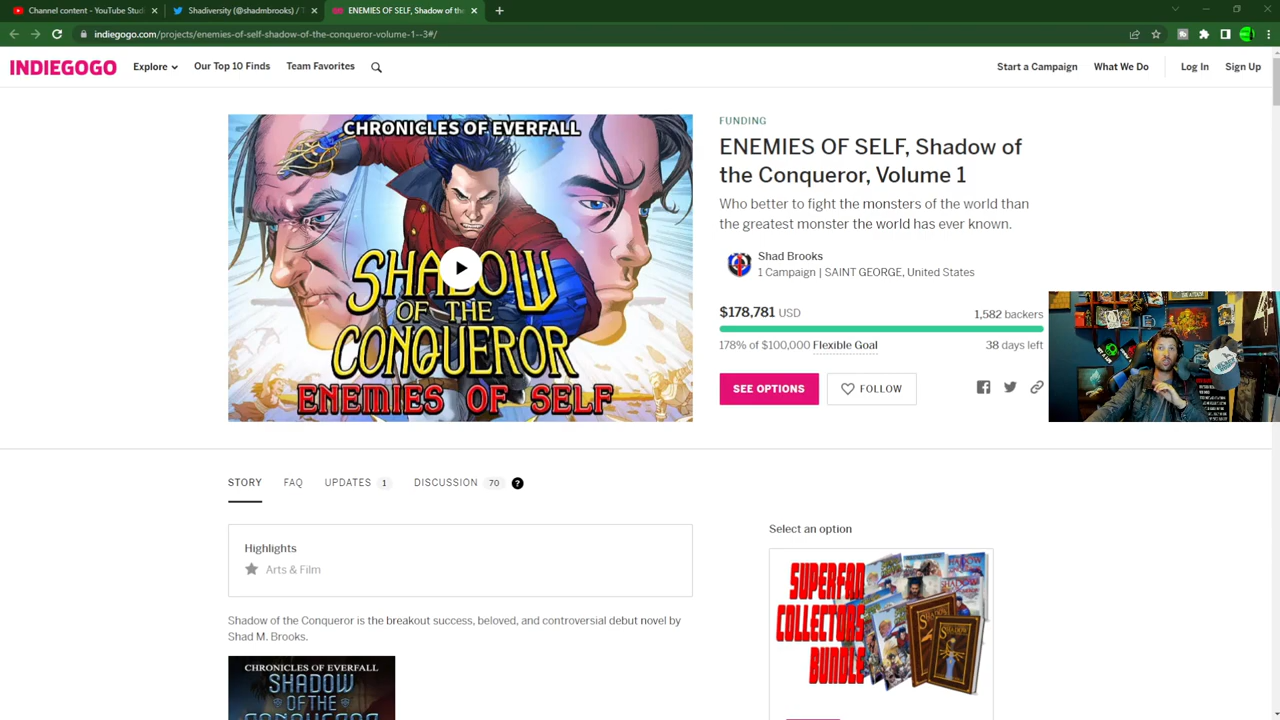 Channel content - YouTube Stud
Shadiversity (@shadmbrooks) / T
ENEMIES OF SELF, Shadow of the
indiegogo.com/projects/enemies-of-self-shadow-of-the-conqueror-volume-1--3#/
INDIEGOGO
Explore
Our Top 10 Finds
Team Favorites
Start a Campaign
What We Do
Log In
Sign Up
CHRONICLES OF EVERFALL
SHADOW
OF THE
CONQUEROR
ENEMIES OF SELF
FUNDING
ENEMIES OF SELF, Shadow of
the Conqueror, Volume 1
Who better to fight the monsters of the world than
the greatest monster the world has ever known.
Shad Brooks
1 Campaign | SAINT GEORGE, United States
$178,781 USD
1,582 backers
178% of $100,000 Flexible Goal
38 days left
SEE OPTIONS
FOLLOW
STORY
FAQ
UPDATES 1
DISCUSSION 70 ?
Highlights
Arts & Film
Shadow of the Conqueror is the breakout success, beloved, and controversial debut novel by
Shad M. Brooks.
CHRONICLES OF EVERFALL
SHADOW
OF THE
CONQUEROR
Select an option
SUPERFAN
COLLECTORS
BUNDLE